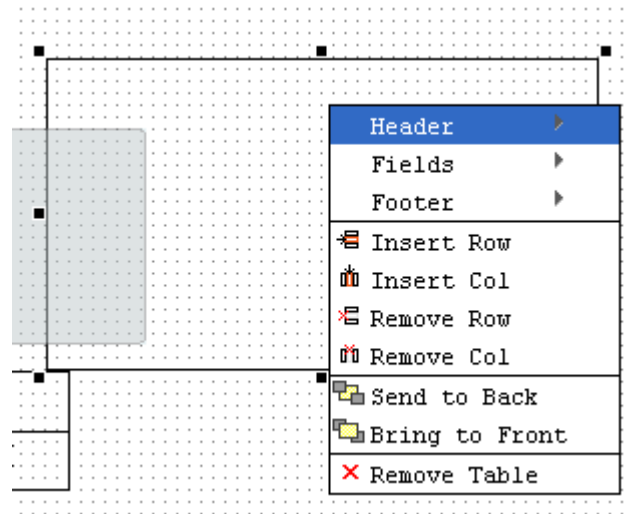 Header
Fields
Footer
Insert Row
Insert Col
Remove Row
Remove Col
Send to Back
Bring to Front
Remove Table